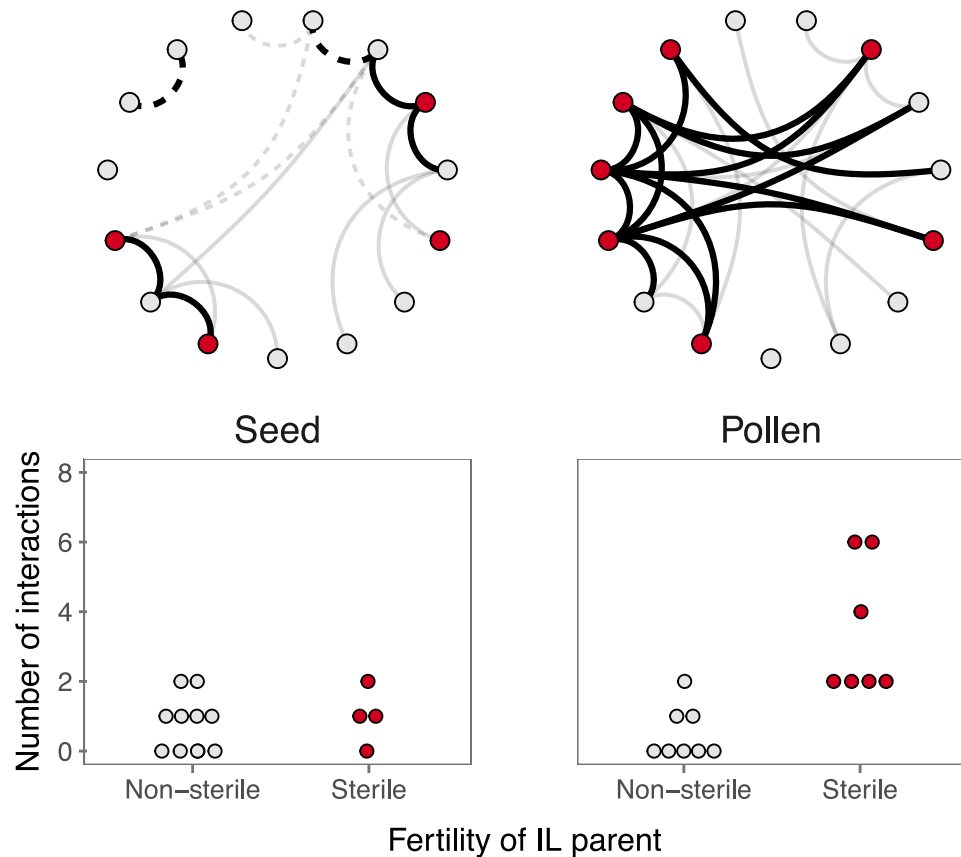 Seed
Pollen
Number of interactions
8
6
4
2
0
Non–sterile
Sterile
Non–sterile
Sterile
Fertility of IL parent